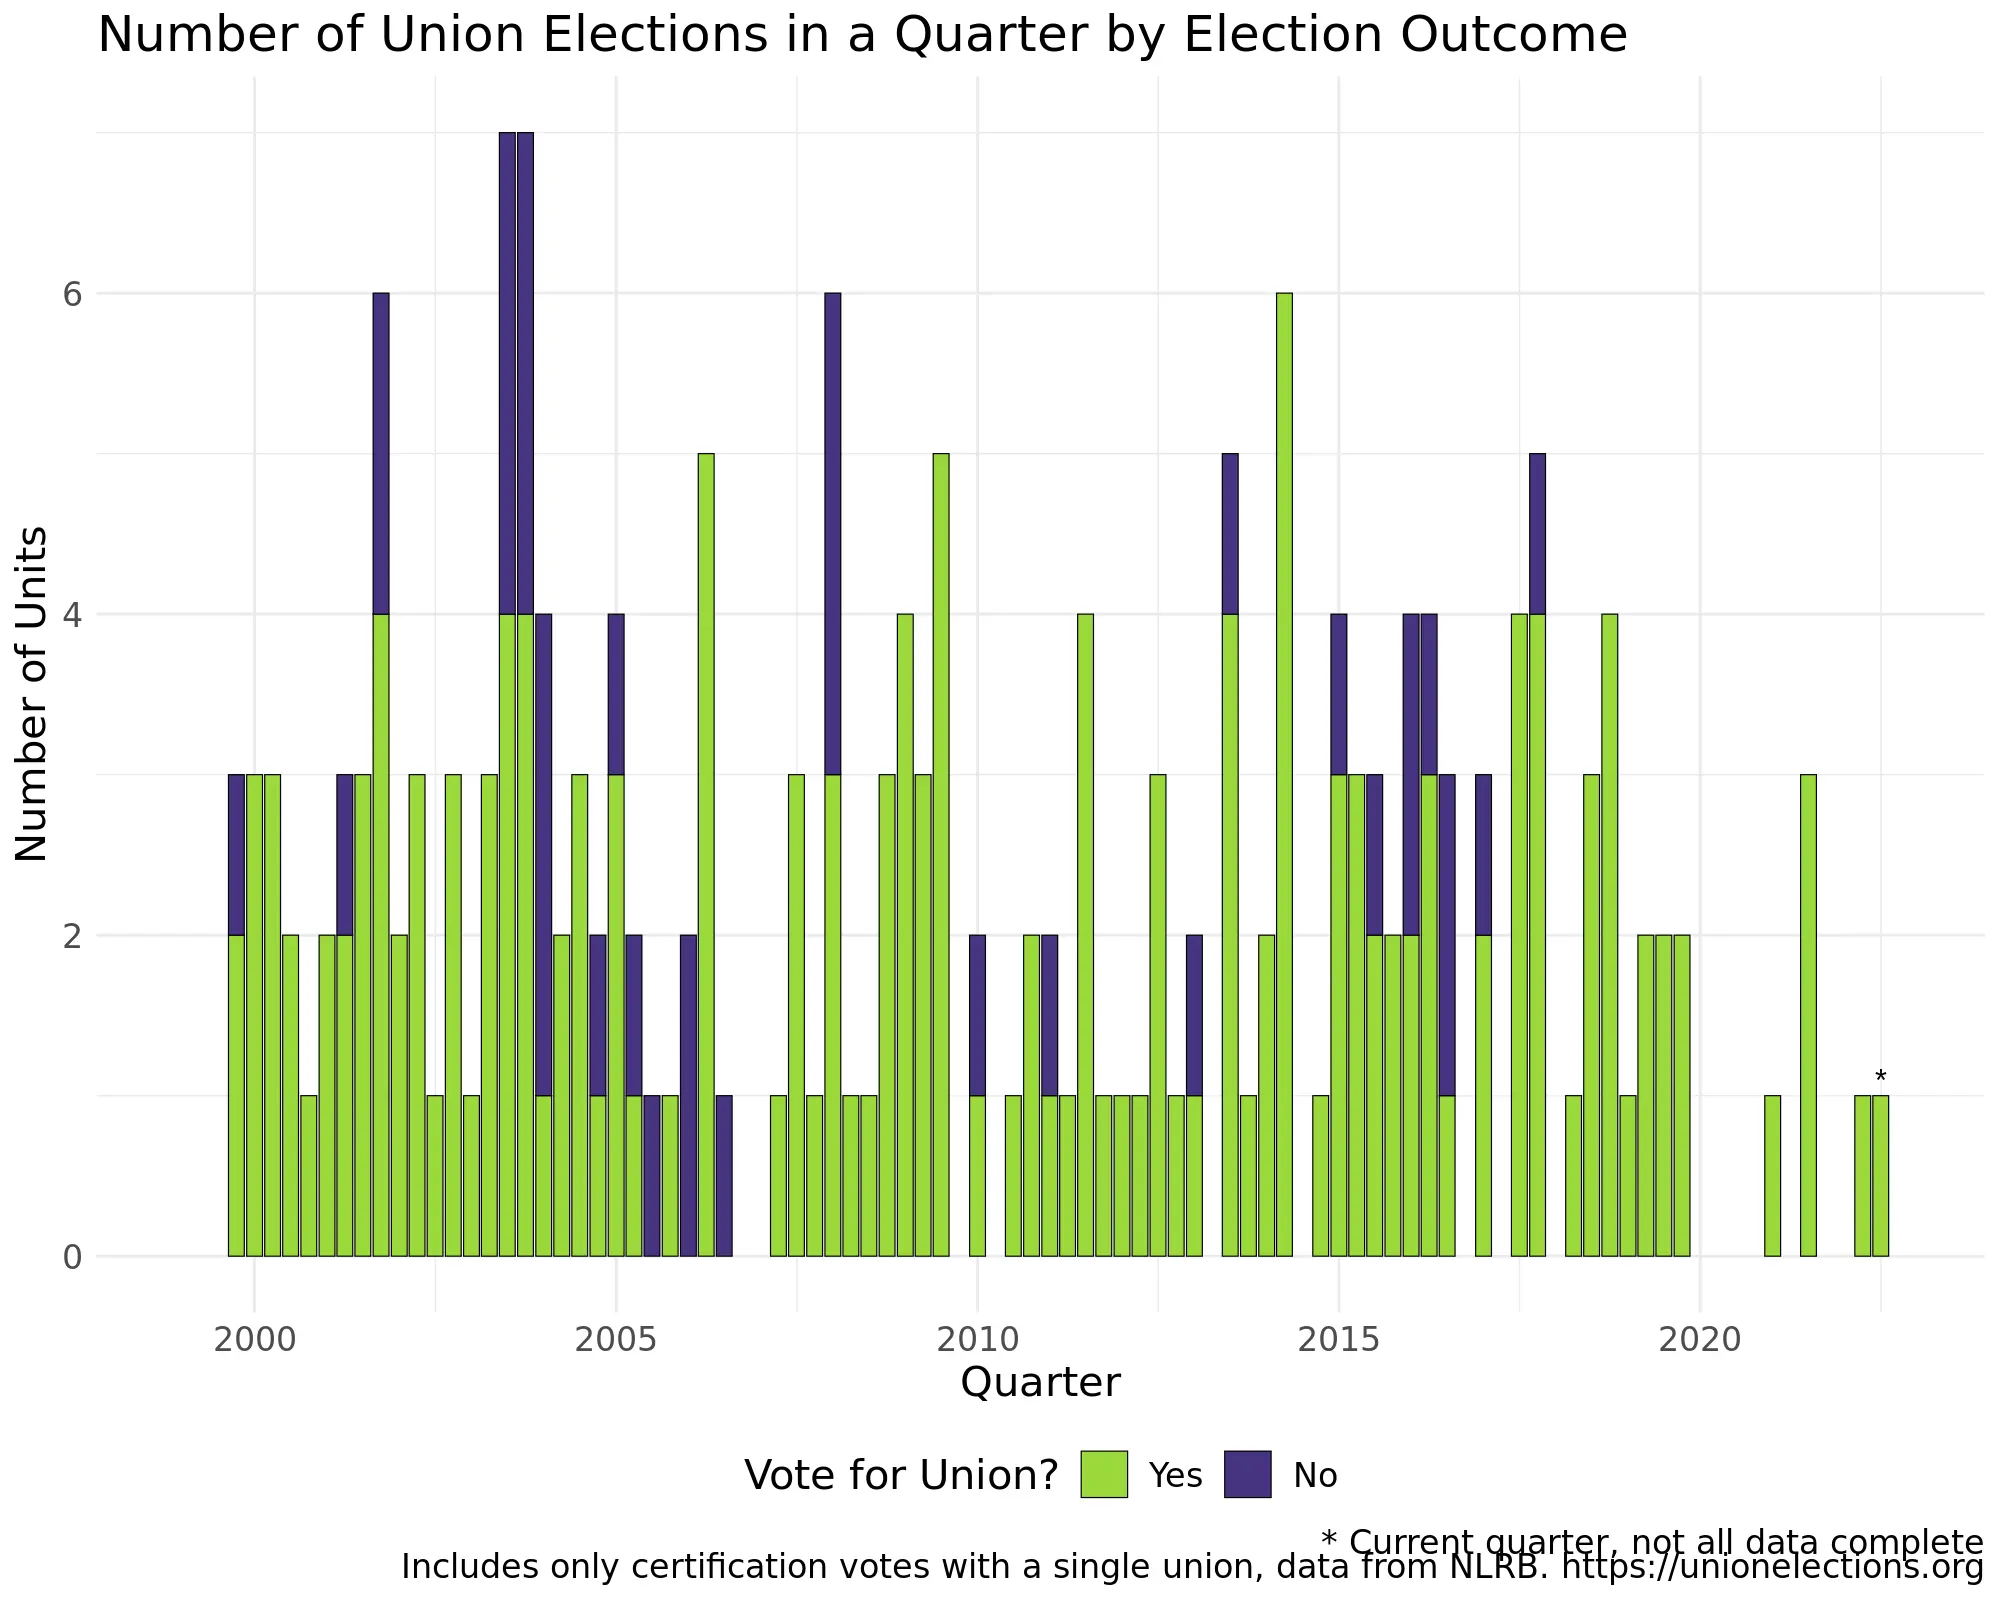 Number of Union Elections in a Quarter by Election Outcome
Number of Units
6
4
2
0
*
2000 2005 2010 2015 2020
Quarter
Vote for Union? Yes No
* Current quarter, not all data complete
Includes only certification votes with a single union, data from NLRB. https://unionelections.org